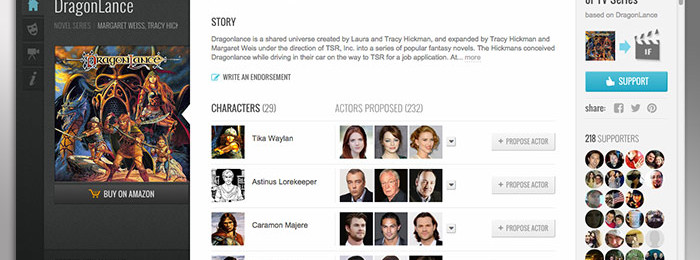 DragonLance
NOVEL SERIES | MARGARET WEISS, TRACY HICK
DRAGONLANCE
BUY ON AMAZON
STORY
Dragonlance is a shared universe created by Laura and Tracy Hickman, and expanded by Tracy Hickman and
Margaret Weis under the direction of TSR, Inc. into a series of popular fantasy novels. The Hickmans conceived
Dragonlance while driving in their car on the way to TSR for a job application. At... more
WRITE AN ENDORSEMENT
CHARACTERS (29)
ACTORS PROPOSED (232)
Tika Waylan
+ PROPOSE ACTOR
Astinus Lorekeeper
+ PROPOSE ACTOR
Caramon Majere
+ PROPOSE ACTOR
or TV Series
based on DragonLance
IF
SUPPORT
share:
218 SUPPORTERS